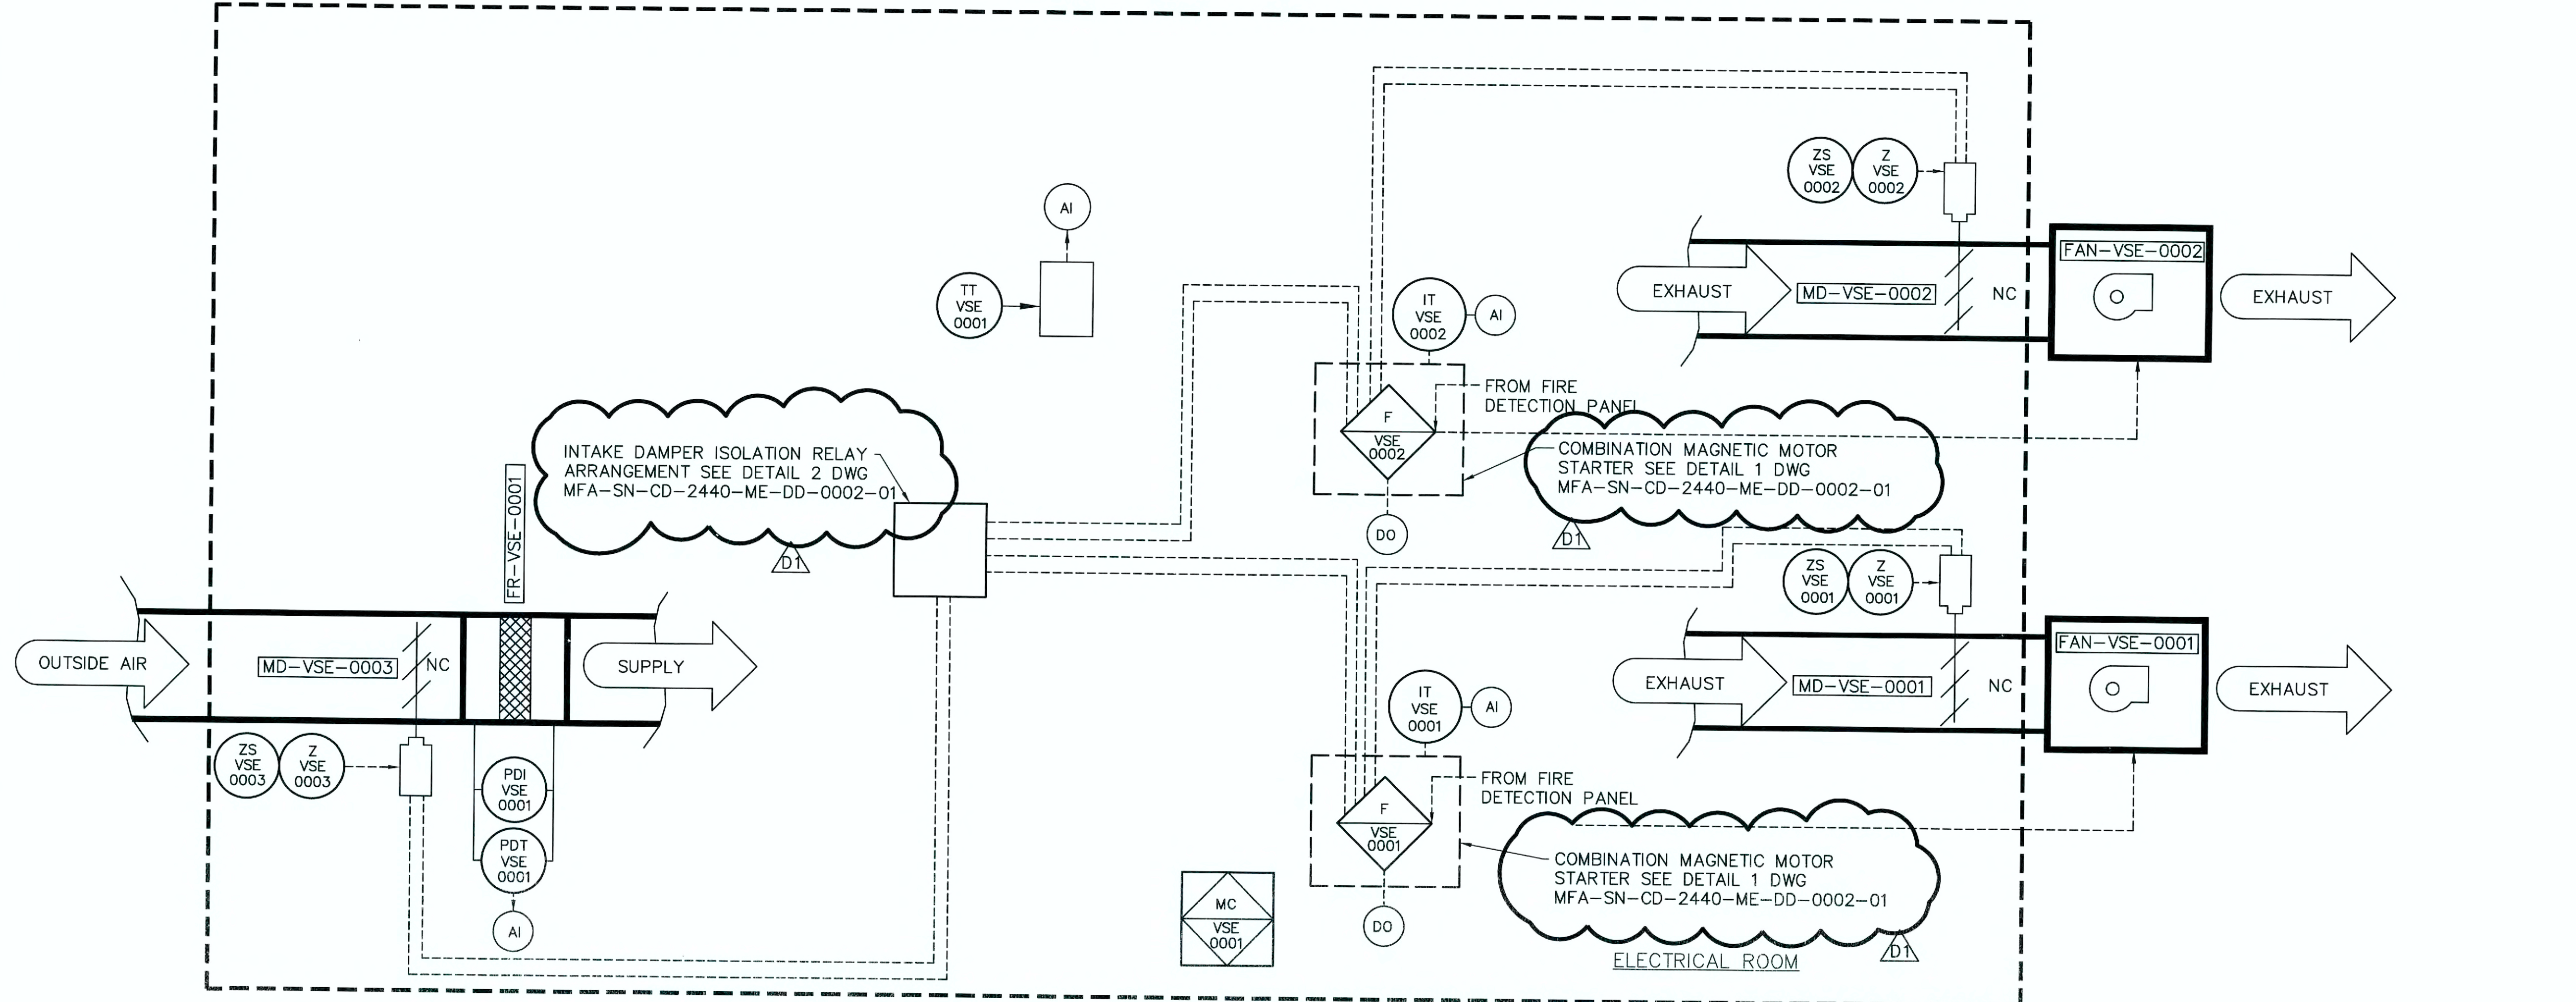 AI
TT
VSE
0001
ZS
VSE
0002
Z
VSE
0002
IT
VSE
0002
AI
EXHAUST
MD-VSE-0002
NC
FAN-VSE-0002
EXHAUST
FROM FIRE
DETECTION PANEL
F
VSE
0002
DO
COMBINATION MAGNETIC MOTOR
STARTER SEE DETAIL 1 DWG
MFA-SN-CD-2440-ME-DD-0002-01
D1
INTAKE DAMPER ISOLATION RELAY
ARRANGEMENT SEE DETAIL 2 DWG
MFA-SN-CD-2440-ME-DD-0002-01
D1
FR-VSE-0001
OUTSIDE AIR
MD-VSE-0003
NC
SUPPLY
ZS
VSE
0003
Z
VSE
0003
PDI
VSE
0001
PDT
VSE
0001
AI
ZS
VSE
0001
Z
VSE
0001
IT
VSE
0001
AI
EXHAUST
MD-VSE-0001
NC
FAN-VSE-0001
EXHAUST
FROM FIRE
DETECTION PANEL
F
VSE
0001
DO
COMBINATION MAGNETIC MOTOR
STARTER SEE DETAIL 1 DWG
MFA-SN-CD-2440-ME-DD-0002-01
D1
MC
VSE
0001
ELECTRICAL ROOM